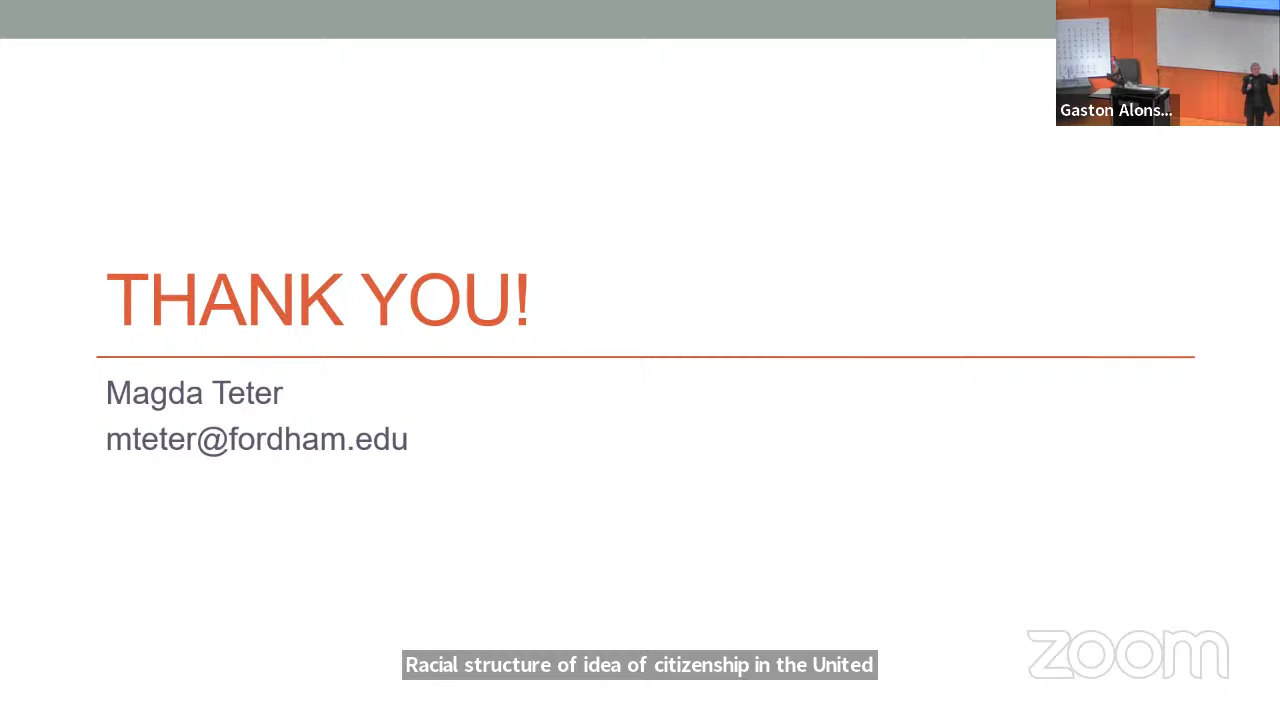 Gaston Alons...
THANK YOU!
Magda Teter
mteter@fordham.edu
Racial structure of idea of citizenship in the United
zoom